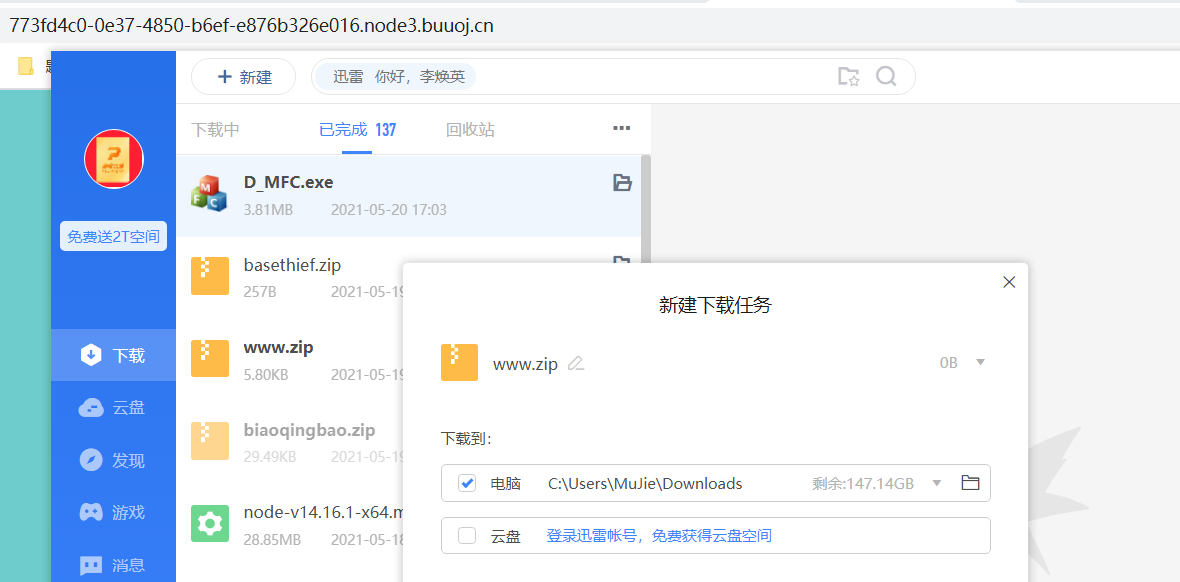 773fd4c0-0e37-4850-b6ef-e876b326e016.node3.buuoj.cn
新建
迅雷 你好，李焕英
下载中
已完成 137
回收站
D_MFC.exe
3.81MB 2021-05-20 17:03
免费送2T空间
basethief.zip
257B 2021-05-19
www.zip
5.80KB 2021-05-19
biaoqingbao.zip
29.49KB 2021-05-19
node-v14.16.1-x64.m
28.85MB 2021-05-18
下载
云盘
发现
游戏
消息
新建下载任务
www.zip
0B
下载到：
电脑 C:\Users\MuJie\Downloads 剩余:147.14GB
云盘 登录迅雷帐号，免费获得云盘空间